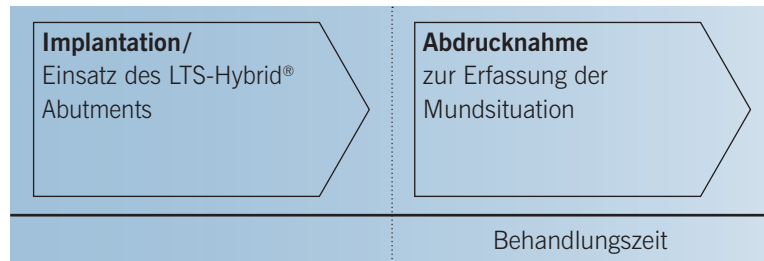 Implantation/
Einsatz des LTS-Hybrid®
Abutments
Abdrucknahme
zur Erfassung der
Mundsituation
Behandlungszeit